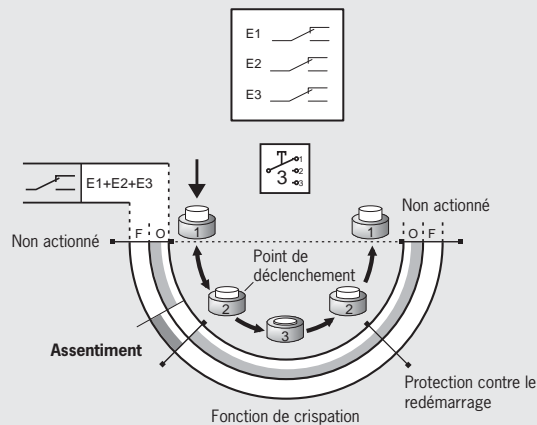 E1
E2
E3
E1+E2+E3
1
2
3
3
F O
Non actionné
1
1
Non actionné
O F
Point de
déclenchement
2
2
3
Assentiment
Protection contre le
redémarrage
Fonction de crispation